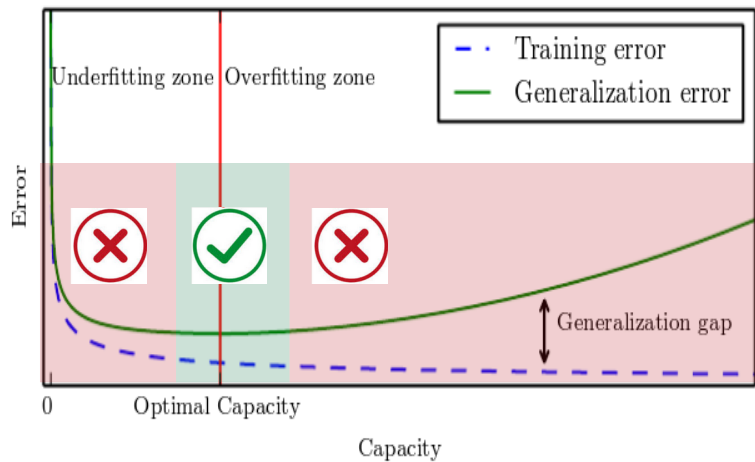 Training error
Generalization error
Underfitting zone
Overfitting zone
Error
Generalization gap
0
Optimal Capacity
Capacity